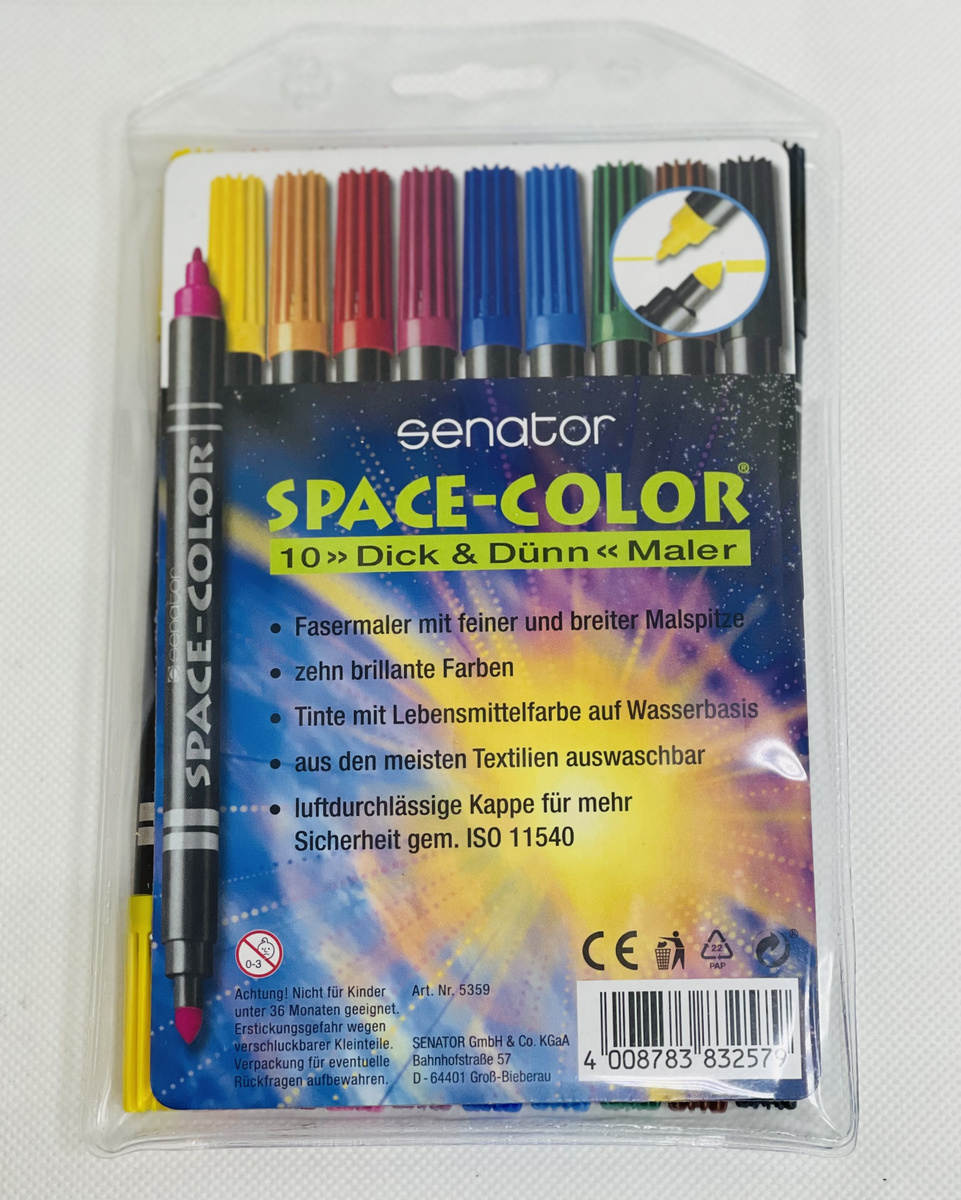 senator
SPACE-COLOR®
10 » Dick & Dünn « Maler
senator
SPACE-COLOR®
• Fasermaler mit feiner und breiter Malspitze
• zehn brillante Farben
• Tinte mit Lebensmittelfarbe auf Wasserbasis
• aus den meisten Textilien auswaschbar
• luftdurchlässige Kappe für mehr
Sicherheit gem. ISO 11540
0-3
CE
22
PAP
®
Achtung! Nicht für Kinder
unter 36 Monaten geeignet.
Erstickungsgefahr wegen
verschluckbarer Kleinteile.
Verpackung für eventuelle
Rückfragen aufbewahren.
Art. Nr. 5359
SENATOR GmbH & Co. KGaA
Bahnhofstraße 57
D - 64401 Groß-Bieberau
4 008783 832579